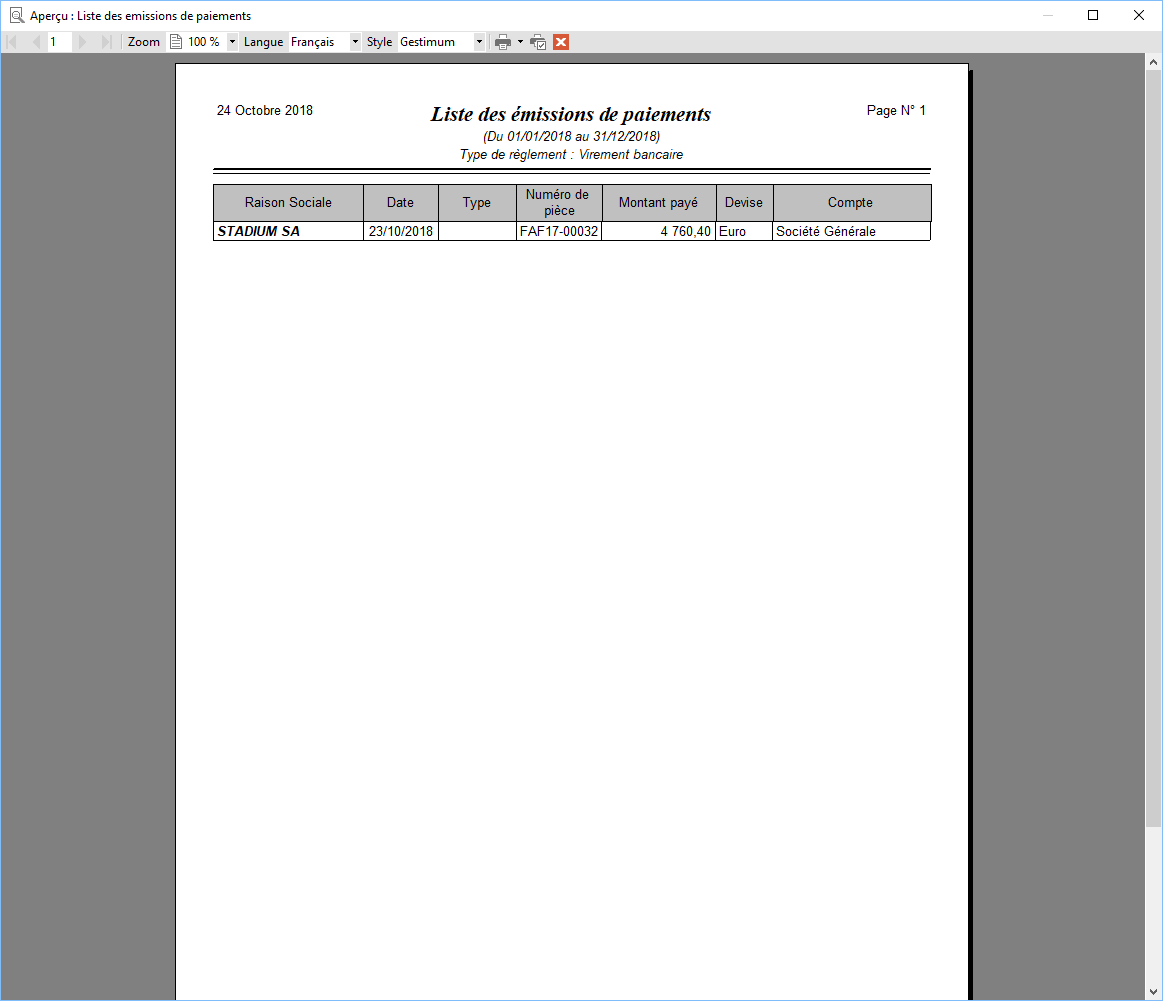 Aperçu : Liste des emissions de paiements
1 Zoom 100 % Langue Français Style Gestimum
24 Octobre 2018
Liste des émissions de paiements
Page N° 1
(Du 01/01/2018 au 31/12/2018)
Type de règlement : Virement bancaire
Raison Sociale Date Type Numéro de pièce Montant payé Devise Compte
STADIUM SA 23/10/2018 FAF17-00032 4 760,40 Euro Société Générale